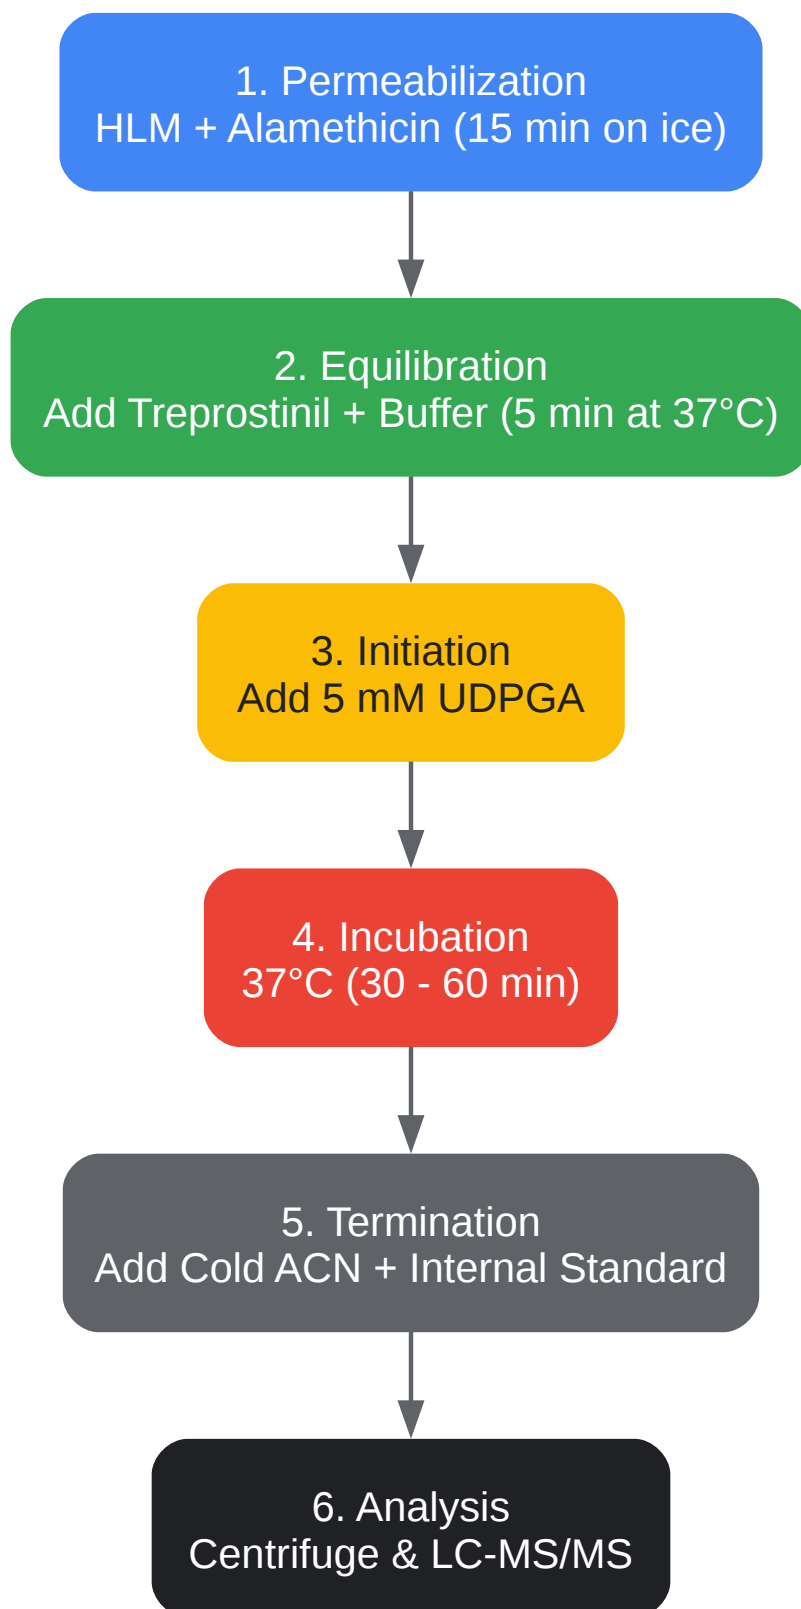 1. Permeabilization
HLM + Alamethicin (15 min on ice)
2. Equilibration
Add Treprostinil + Buffer (5 min at 37°C)
3. Initiation
Add 5 mM UDPGA
4. Incubation
37°C (30 - 60 min)
5. Termination
Add Cold ACN + Internal Standard
6. Analysis
Centrifuge & LC-MS/MS